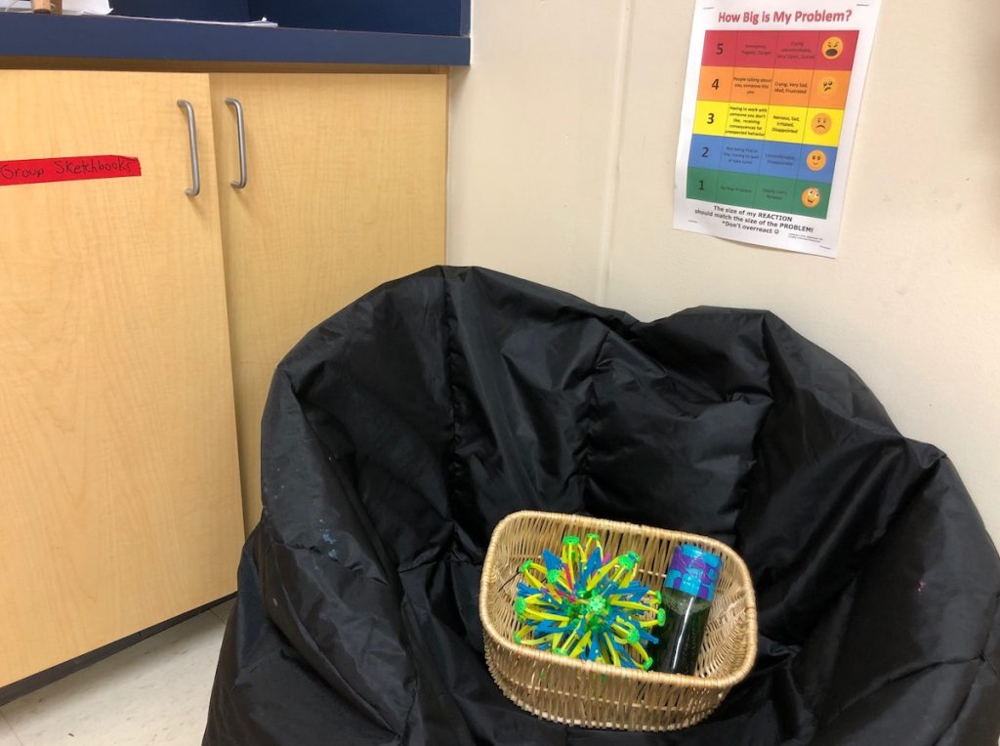 How Big is My Problem?
5 Emergency, Tragedy, Danger Crying uncontrollably, Very Upset, Scared
4 People talking about you, someone hits you Crying, Very Sad, Mad, Frustrated
3 Having to work with someone you don't like, receiving consequences for unexpected behavior Nervous, Sad, Irritated, Disappointed
2 Not being first in line, having to wait or take turns Uncomfortable, Disappointed
1 No Real Problem Happy, Calm, Relaxed
The size of my REACTION
should match the size of the PROBLEM!
*Don't overreact ☺
Group Sketchbooks